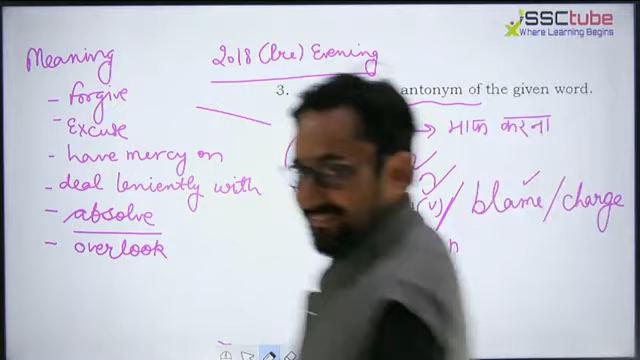 SSCtube
Where Learning Begins
Meaning
2018 (Pre) Evening
3. antonym of the given word.
- forgive
- Excuse
→ माफ करना
- have mercy on
- deal leniently with
(v) / blame / charge
- absolve
- overlook
n